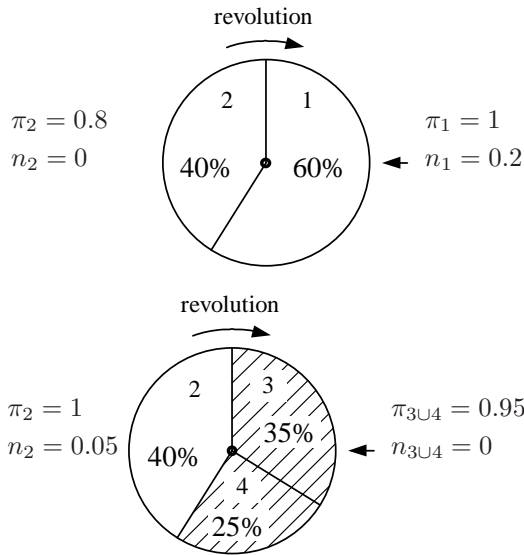 revolution
2
1
π₂ = 0.8
n₂ = 0
40%
60%
π₁ = 1
n₁ = 0.2
revolution
2
3
π₂ = 1
n₂ = 0.05
40%
35%
4
25%
π₃∪₄ = 0.95
n₃∪₄ = 0